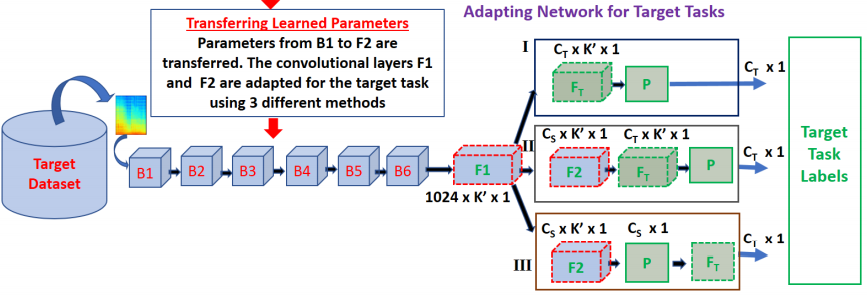 Transferring Learned Parameters
Parameters from B1 to F2 are
transferred. The convolutional layers F1
and F2 are adapted for the target task
using 3 different methods
Adapting Network for Target Tasks
Target
Dataset
B1
B2
B3
B4
B5
B6
F1
1024 x K’ x 1
I
C_T x K’ x 1
F_T
P
C_T x 1
II
C_S x K’ x 1
C_T x K’ x 1
F2
F_T
P
C_T x 1
III
C_S x K’ x 1
C_S x 1
F2
P
F_T
C_T x 1
Target
Task
Labels